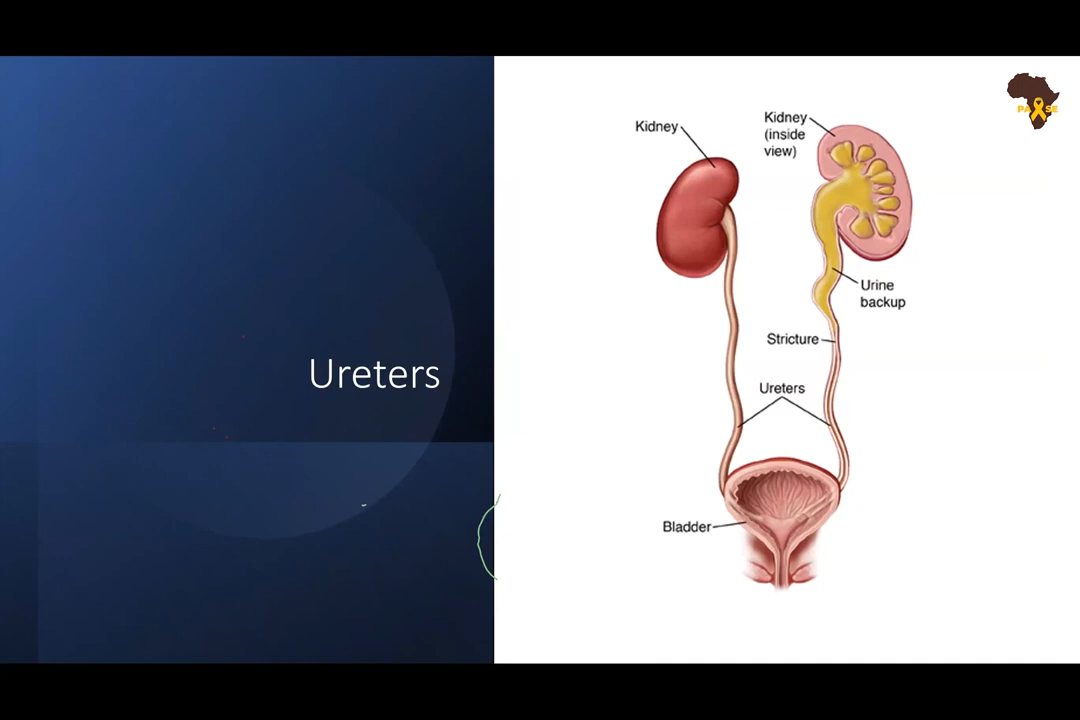 Ureters
Kidney
Kidney
(inside
view)
Urine
backup
Stricture
Ureters
Bladder